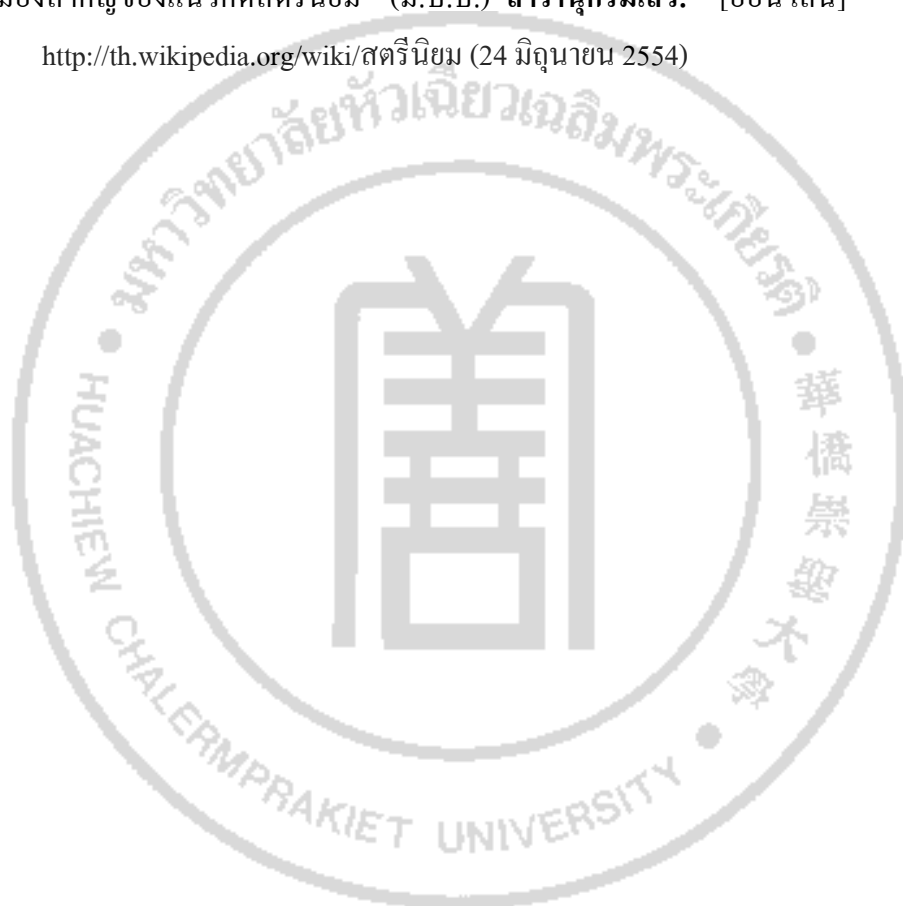 http://th.wikipedia.org/wiki/สตรีนิยม (24 มิถุนายน 2554)
มหาวิทยาลัยหัวเฉียวเฉลิมพระเกียรติ
HUACHIEW CHALERMPRAKIET UNIVERSITY
華僑崇聖大學